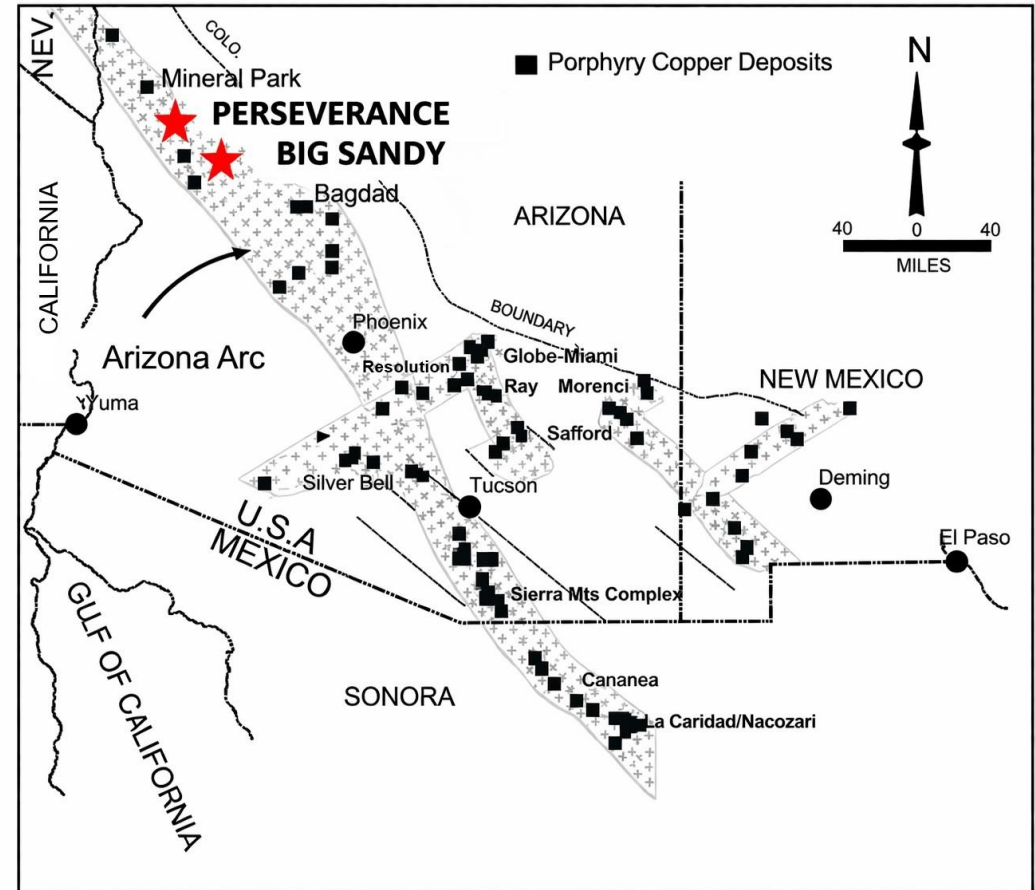 NEV.
COLO.
Porphyry Copper Deposits
N
Mineral Park
PERSEVERANCE
BIG SANDY
Bagdad
ARIZONA
CALIFORNIA
40 0 40
MILES
BOUNDARY
Arizona Arc
Phoenix
Resolution
Globe-Miami
Ray
Morenci
NEW MEXICO
Yuma
Safford
Silver Bell
Tucson
Deming
U.S.A
MEXICO
El Paso
Sierra Mts Complex
GULF OF CALIFORNIA
SONORA
Cananea
La Caridad/Nacozari